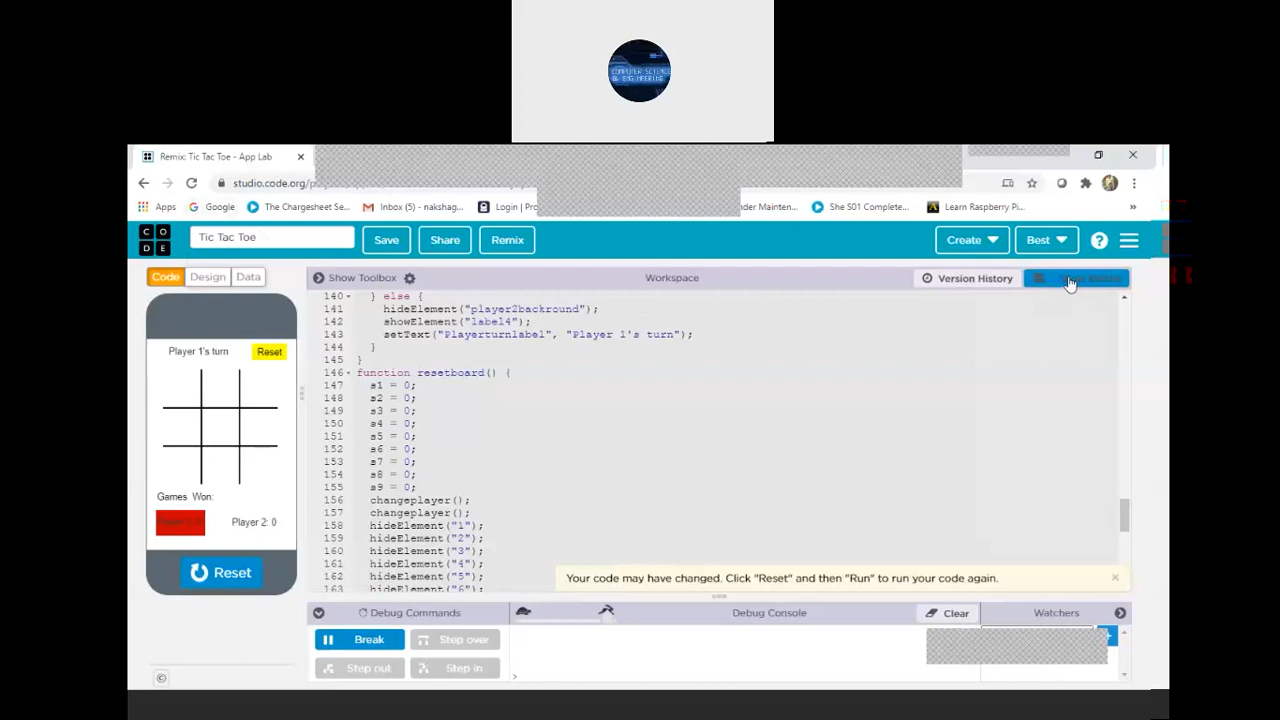 COMPUTER SCIENCE
& ENGINEERING
Remix: Tic Tac Toe - App Lab
studio.code.org/
Apps Google The Chargesheet Se... Inbox (5) - nakshag... Login | Pro Mainten... She S01 Complete... Learn Raspberry Pi... »
C O
D E
Tic Tac Toe Save Share Remix Create Best ?
Code Design Data Show Toolbox Workspace Version History
140 } else {
141 hideElement("player2backround");
142 showElement("label4");
143 setText("Playerturnlabel", "Player 1's turn");
144 }
145 }
146 function resetboard() {
147 s1 = 0;
148 s2 = 0;
149 s3 = 0;
150 s4 = 0;
151 s5 = 0;
152 s6 = 0;
153 s7 = 0;
154 s8 = 0;
155 s9 = 0;
156 changeplayer();
157 changeplayer();
158 hideElement("1");
159 hideElement("2");
160 hideElement("3");
161 hideElement("4");
162 hideElement("5");
163 hideElement("6");
Player 1's turn Reset
Games Won:
Player 2: 0
Reset
Your code may have changed. Click "Reset" and then "Run" to run your code again.
Debug Commands Debug Console Clear Watchers
Break Step over
Step out Step in
>
©